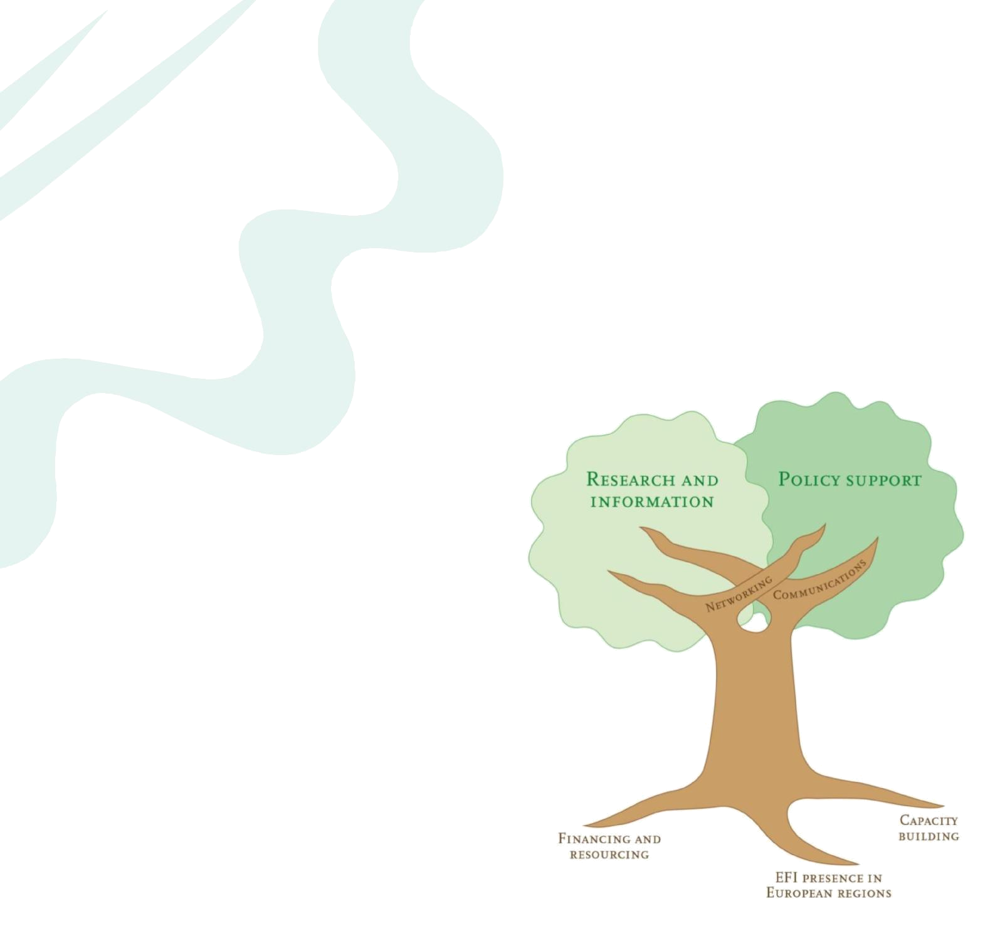 Research and
information
Policy support
Networking
Communications
Financing and
resourcing
Capacity
building
EFI presence in
European regions